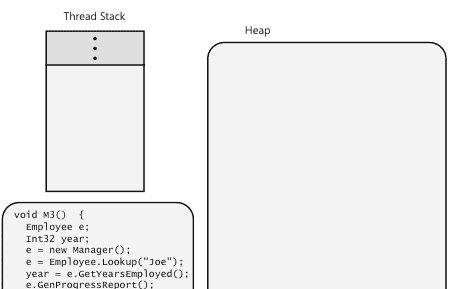 Thread Stack
Heap
void M3() {
Employee e;
Int32 year;
e = new Manager();
e = Employee.Lookup("Joe");
year = e.GetYearsEmployed();
e.GenProgressReport();